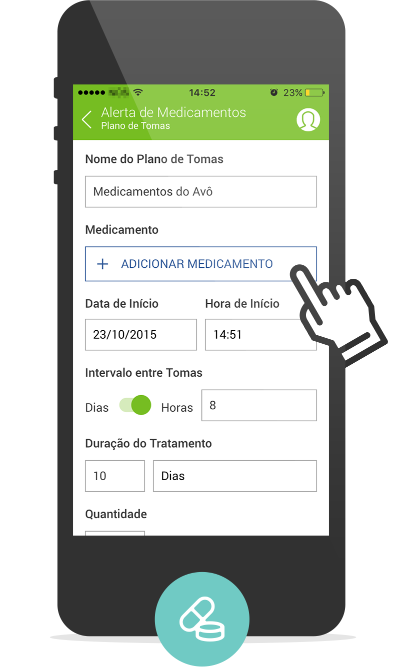 14:52 23%
Alerta de Medicamentos
Plano de Tomas
Nome do Plano de Tomas
Medicamentos do Avô
Medicamento
+ ADICIONAR MEDICAMENTO
Data de Início Hora de Início
23/10/2015 14:51
Intervalo entre Tomas
Dias Horas 8
Duração do Tratamento
10 Dias
Quantidade